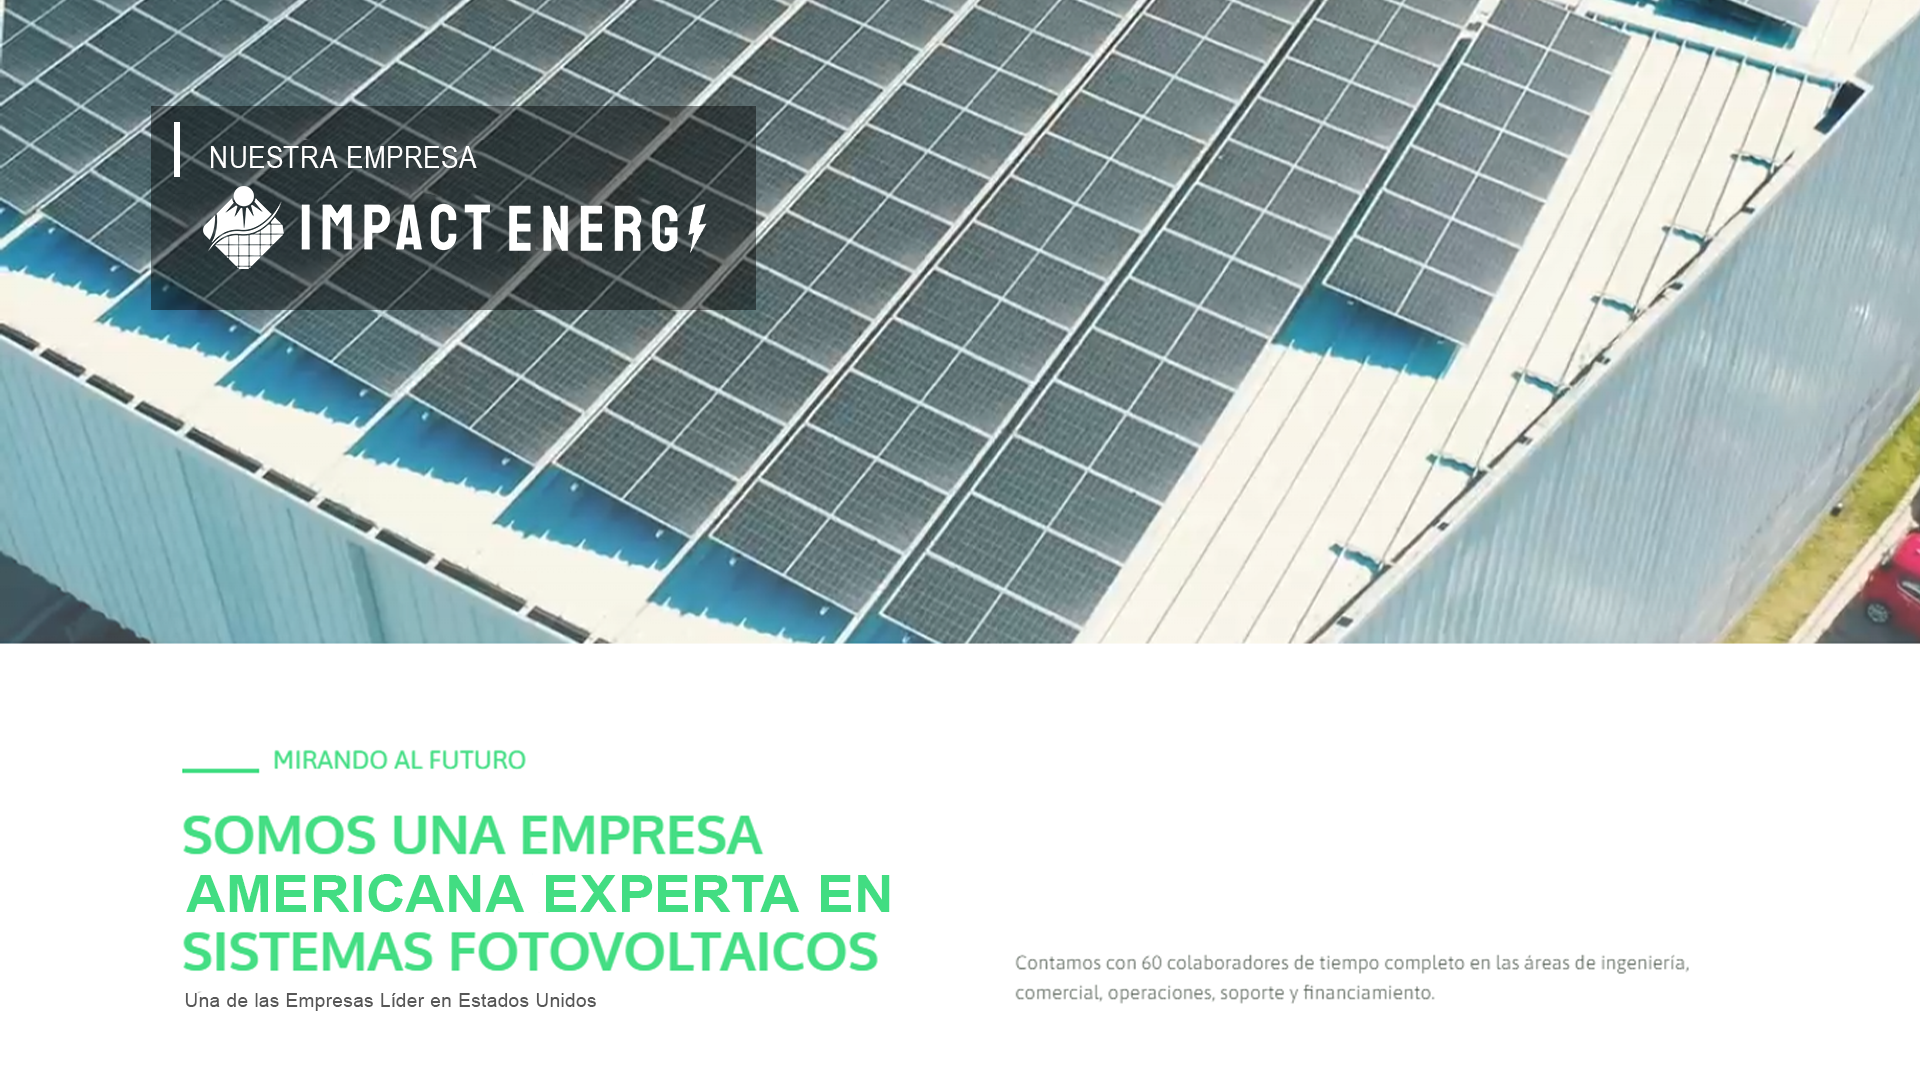 NUESTRA EMPRESA
IMPACT ENERG
MIRANDO AL FUTURO
SOMOS UNA EMPRESA
AMERICANA EXPERTA EN
SISTEMAS FOTOVOLTAICOS
Una de las Empresas Líder en Estados Unidos
Contamos con 60 colaboradores de tiempo completo en las áreas de ingeniería,
comercial, operaciones, soporte y financiamiento.